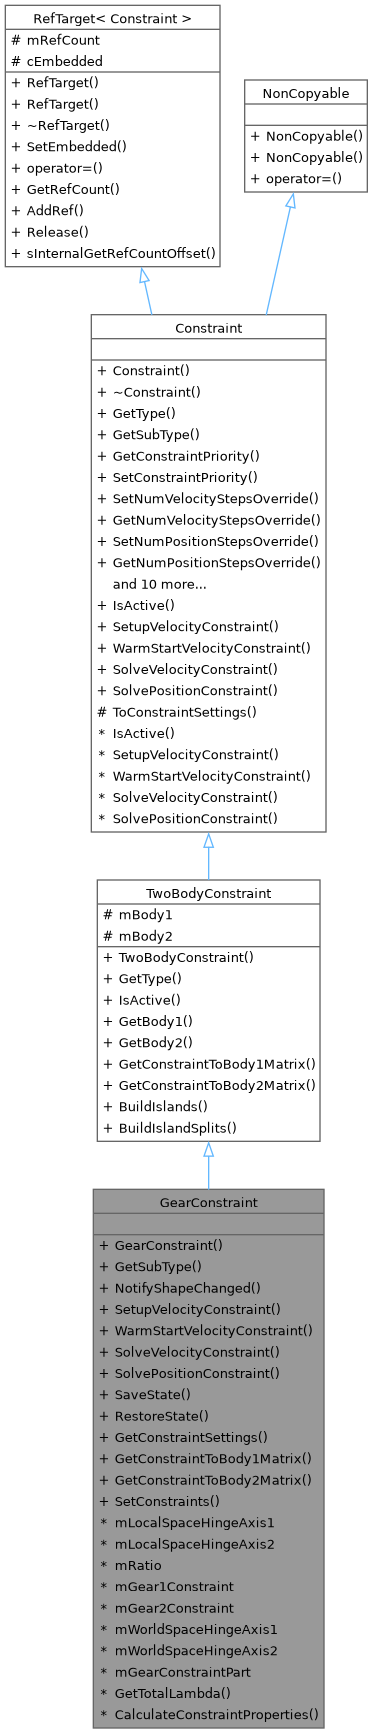 RefTarget< Constraint >
# mRefCount
# cEmbedded
+ RefTarget()
+ RefTarget()
+ ~RefTarget()
+ SetEmbedded()
+ operator=()
+ GetRefCount()
+ AddRef()
+ Release()
+ sInternalGetRefCountOffset()
NonCopyable
+ NonCopyable()
+ NonCopyable()
+ operator=()
Constraint
+ Constraint()
+ ~Constraint()
+ GetType()
+ GetSubType()
+ GetConstraintPriority()
+ SetConstraintPriority()
+ SetNumVelocityStepsOverride()
+ GetNumVelocityStepsOverride()
+ SetNumPositionStepsOverride()
+ GetNumPositionStepsOverride()
and 10 more...
+ IsActive()
+ SetupVelocityConstraint()
+ WarmStartVelocityConstraint()
+ SolveVelocityConstraint()
+ SolvePositionConstraint()
# ToConstraintSettings()
* IsActive()
* SetupVelocityConstraint()
* WarmStartVelocityConstraint()
* SolveVelocityConstraint()
* SolvePositionConstraint()
TwoBodyConstraint
# mBody1
# mBody2
+ TwoBodyConstraint()
+ GetType()
+ IsActive()
+ GetBody1()
+ GetBody2()
+ GetConstraintToBody1Matrix()
+ GetConstraintToBody2Matrix()
+ BuildIslands()
+ BuildIslandSplits()
GearConstraint
+ GearConstraint()
+ GetSubType()
+ NotifyShapeChanged()
+ SetupVelocityConstraint()
+ WarmStartVelocityConstraint()
+ SolveVelocityConstraint()
+ SolvePositionConstraint()
+ SaveState()
+ RestoreState()
+ GetConstraintSettings()
+ GetConstraintToBody1Matrix()
+ GetConstraintToBody2Matrix()
+ SetConstraints()
* mLocalSpaceHingeAxis1
* mLocalSpaceHingeAxis2
* mRatio
* mGear1Constraint
* mGear2Constraint
* mWorldSpaceHingeAxis1
* mWorldSpaceHingeAxis2
* mGearConstraintPart
* GetTotalLambda()
* CalculateConstraintProperties()